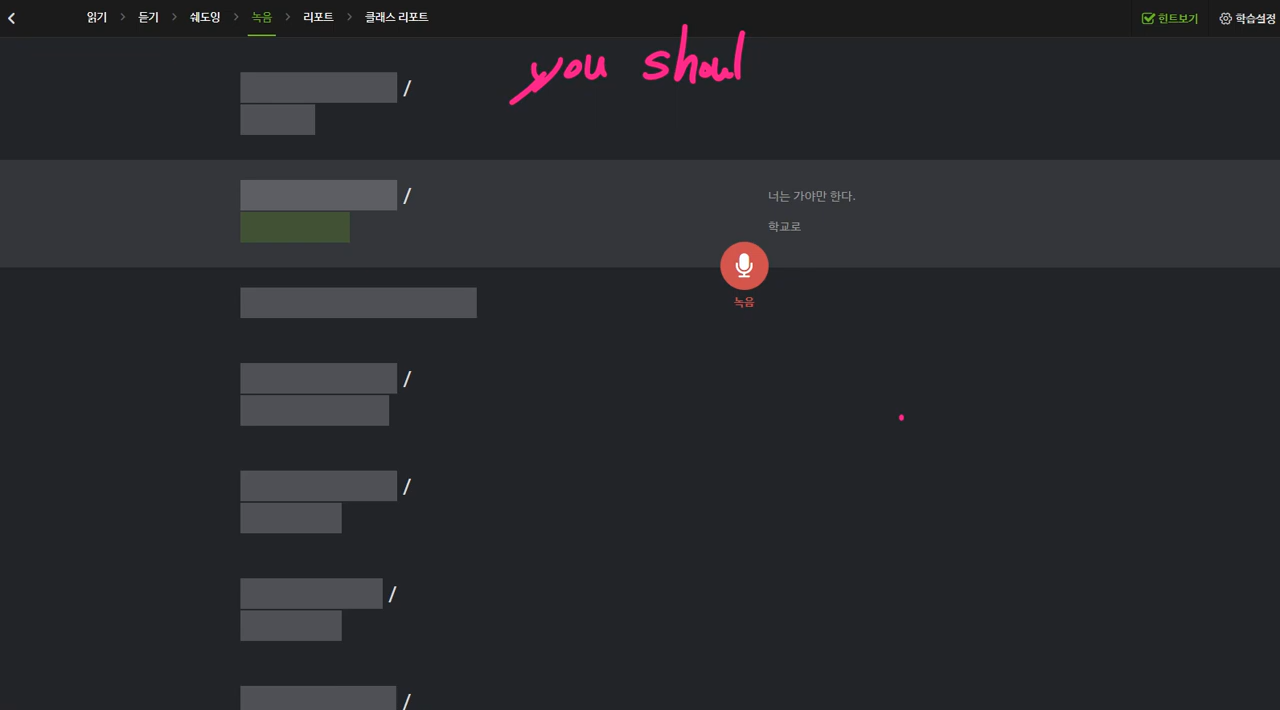 읽기 > 듣기 > 쉐도잉 > 녹음 > 리포트 > 클래스 리포트 힌트보기 학습설정
you shoul
/
/
너는 가야만 한다.
학교로
녹음
/
/
/
/